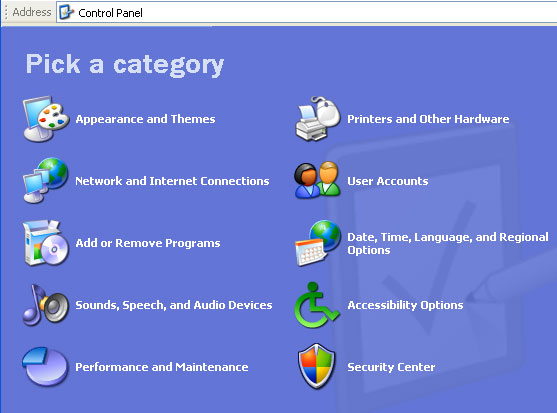 Address Control Panel
Pick a category
Appearance and Themes
Printers and Other Hardware
Network and Internet Connections
User Accounts
Add or Remove Programs
Date, Time, Language, and Regional
Options
Sounds, Speech, and Audio Devices
Accessibility Options
Performance and Maintenance
Security Center